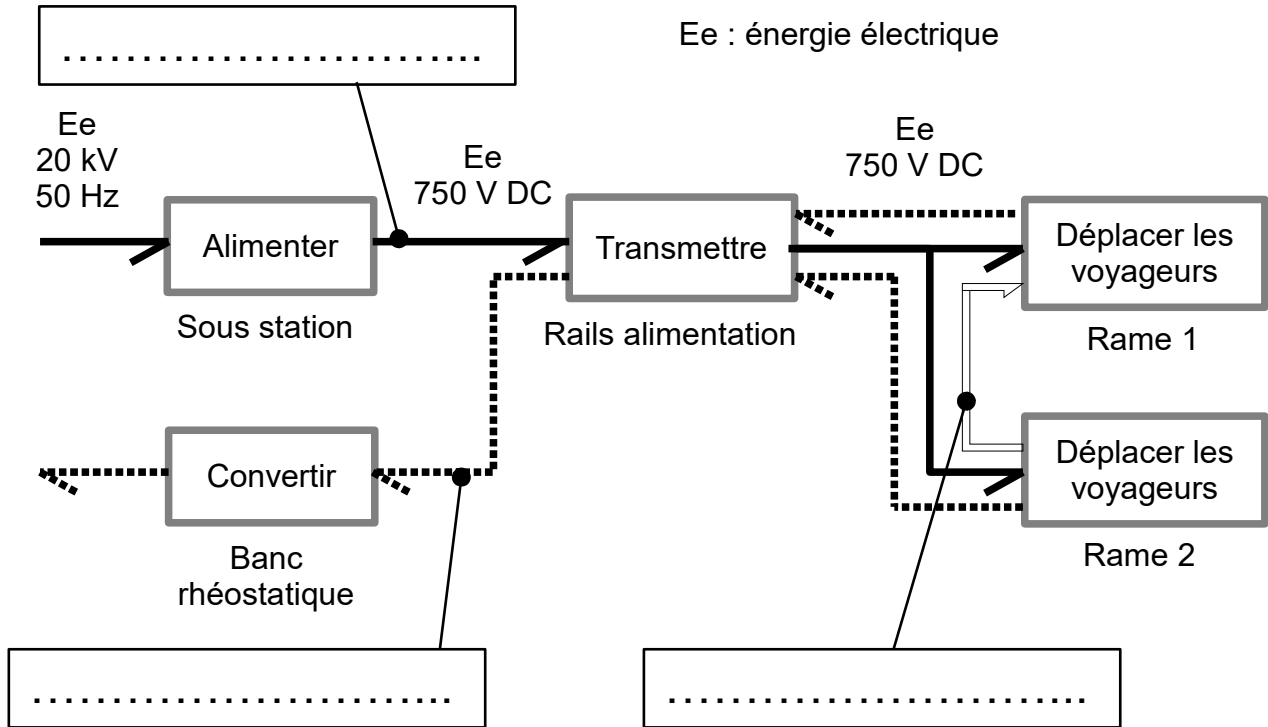 ............................
Ee : énergie électrique
Ee
20 kV
50 Hz
Ee
750 V DC
Ee
750 V DC
Alimenter
Transmettre
Déplacer les
voyageurs
Sous station
Rails alimentation
Rame 1
Convertir
Déplacer les
voyageurs
Banc
rhéostatique
Rame 2
............................
............................